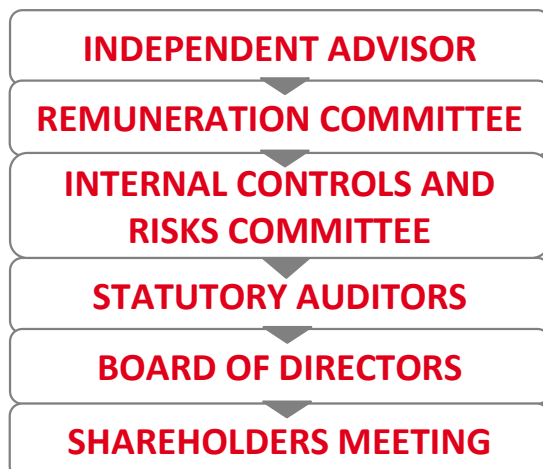 INDEPENDENT ADVISOR
REMUNERATION COMMITTEE
INTERNAL CONTROLS AND
RISKS COMMITTEE
STATUTORY AUDITORS
BOARD OF DIRECTORS
SHAREHOLDERS MEETING